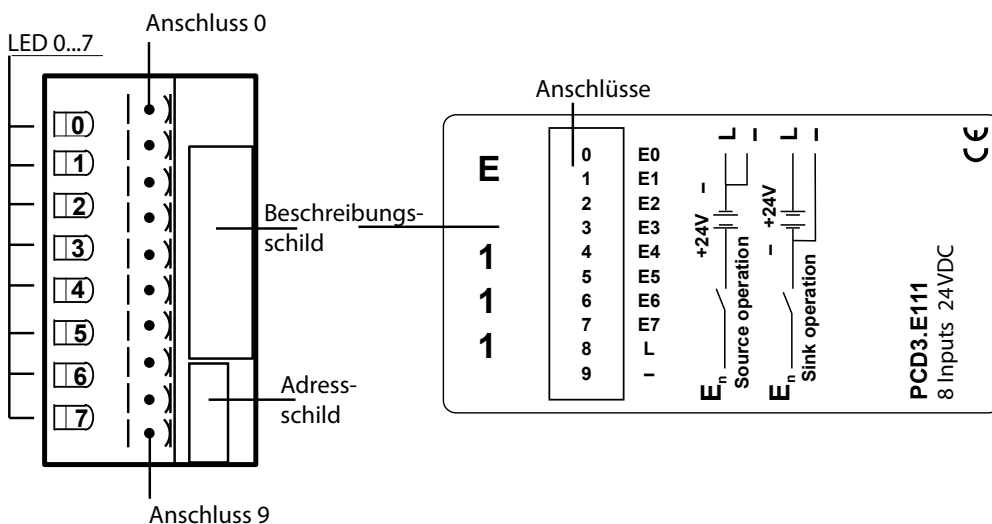 Anschluss 0
LED 0...7
0
1
2
3
4
5
6
7
Beschreibungs-
schild
Adress-
schild
Anschluss 9
Anschlüsse
E
1
1
1
0 E0
1 E1
2 E2
3 E3
4 E4
5 E5
6 E6
7 E7
8 L
9 –
L
–
+24V –
En
Source operation
L
–
– +24V
En
Sink operation
PCD3.E111
8 Inputs 24VDC
CE